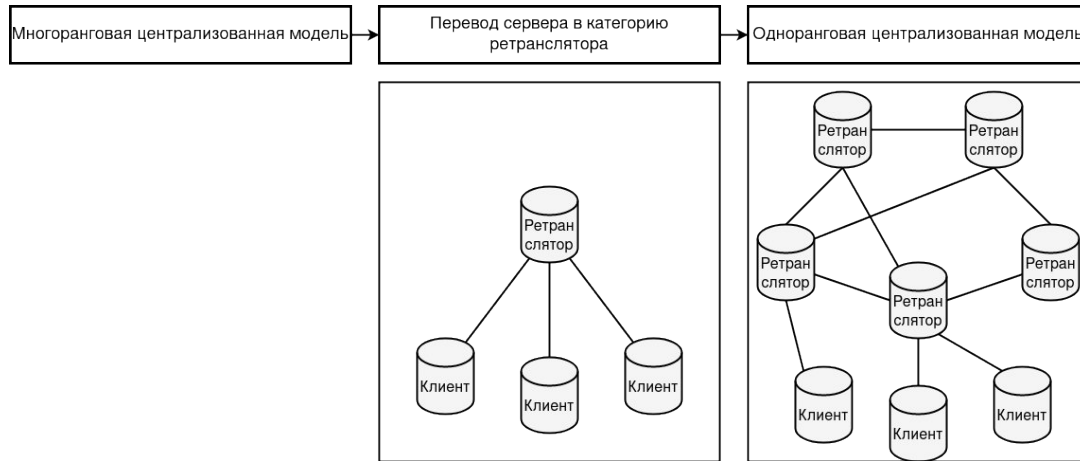 Многоранговая централизованная модель
Перевод сервера в категорию
ретранслятора
Одноранговая централизованная модель
Ретран
слятор
Клиент
Клиент
Клиент
Ретран
слятор
Ретран
слятор
Ретран
слятор
Ретран
слятор
Ретран
слятор
Клиент
Клиент
Клиент